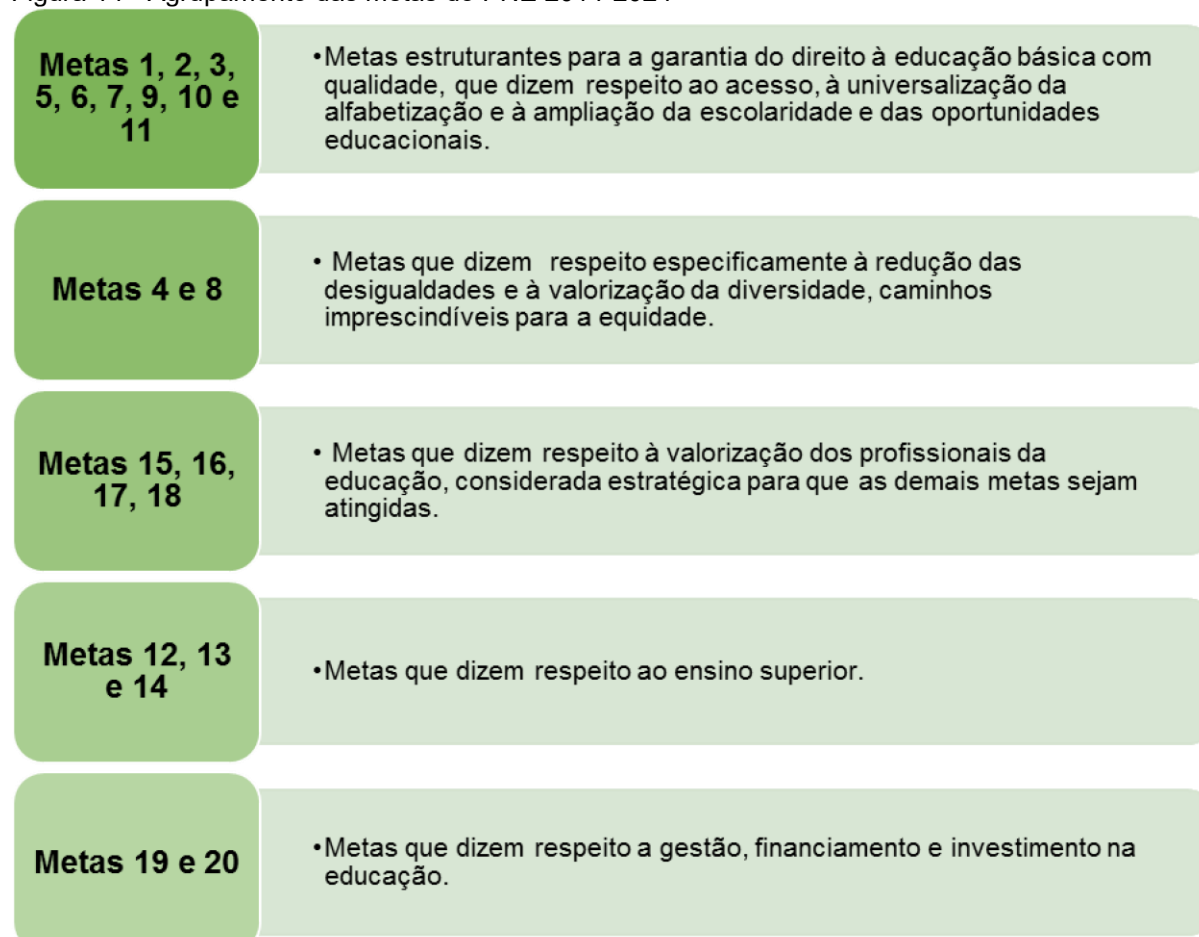 Metas 1, 2, 3,
5, 6, 7, 9, 10 e
11
•Metas estruturantes para a garantia do direito à educação básica com
qualidade, que dizem respeito ao acesso, à universalização da
alfabetização e à ampliação da escolaridade e das oportunidades
educacionais.
Metas 4 e 8
• Metas que dizem respeito especificamente à redução das
desigualdades e à valorização da diversidade, caminhos
imprescindíveis para a equidade.
Metas 15, 16,
17, 18
• Metas que dizem respeito à valorização dos profissionais da
educação, considerada estratégica para que as demais metas sejam
atingidas.
Metas 12, 13
e 14
•Metas que dizem respeito ao ensino superior.
Metas 19 e 20
•Metas que dizem respeito a gestão, financiamento e investimento na
educação.